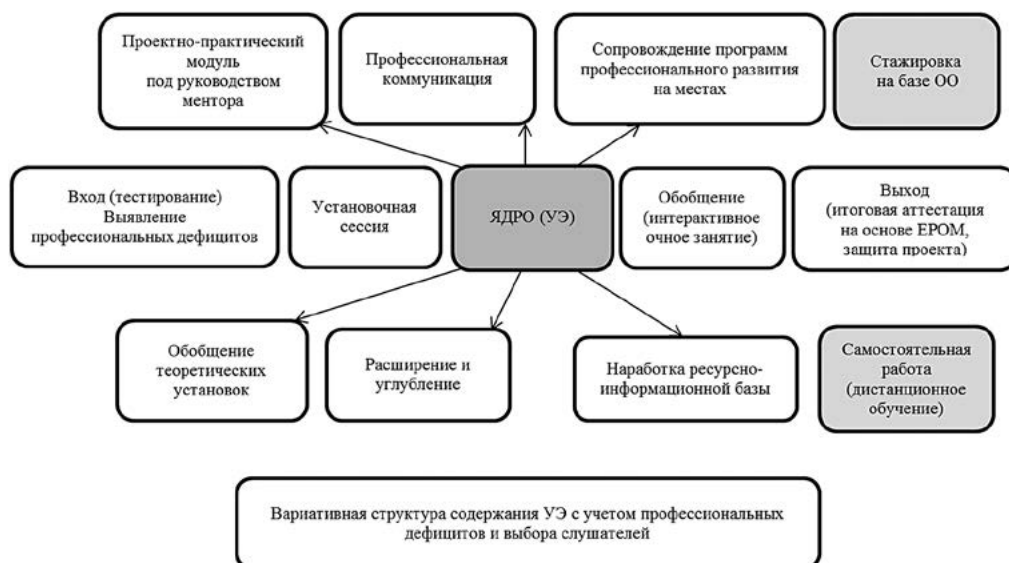 Проектно-практический
модуль
под руководством
ментора
Профессиональная
коммуникация
Сопровождение программ
профессионального развития
на местах
Стажировка
на базе ОО
Вход (тестирование)
Выявление
профессиональных дефицитов
Установочная
сессия
ЯДРО (УЭ)
Обобщение
(интерактивное
очное занятие)
Выход
(итоговая аттестация
на основе ЕРОМ,
защита проекта)
Обобщение
теоретических
установок
Расширение и
углубление
Наработка ресурсно-
информационной базы
Самостоятельная
работа
(дистанционное
обучение)
Вариативная структура содержания УЭ с учетом профессиональных
дефицитов и выбора слушателей